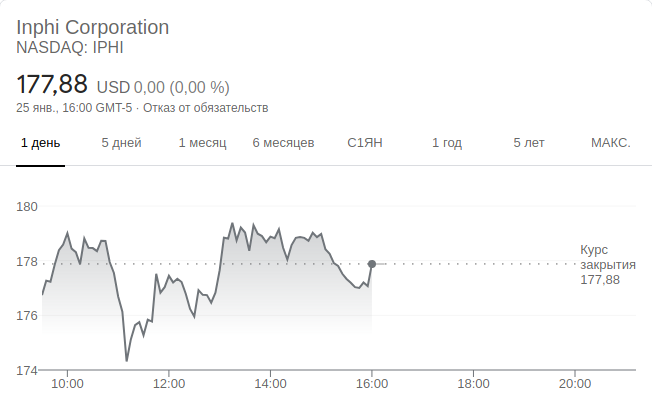 Inphi Corporation
NASDAQ: IPHI
177,88 USD 0,00 (0,00 %)
25 янв., 16:00 GMT-5 · Отказ от обязательств
1 день 5 дней 1 месяц 6 месяцев С1ЯН 1 год 5 лет МАКС.
180
178
176
174
Курс
закрытия
177,88
10:00 12:00 14:00 16:00 18:00 20:00